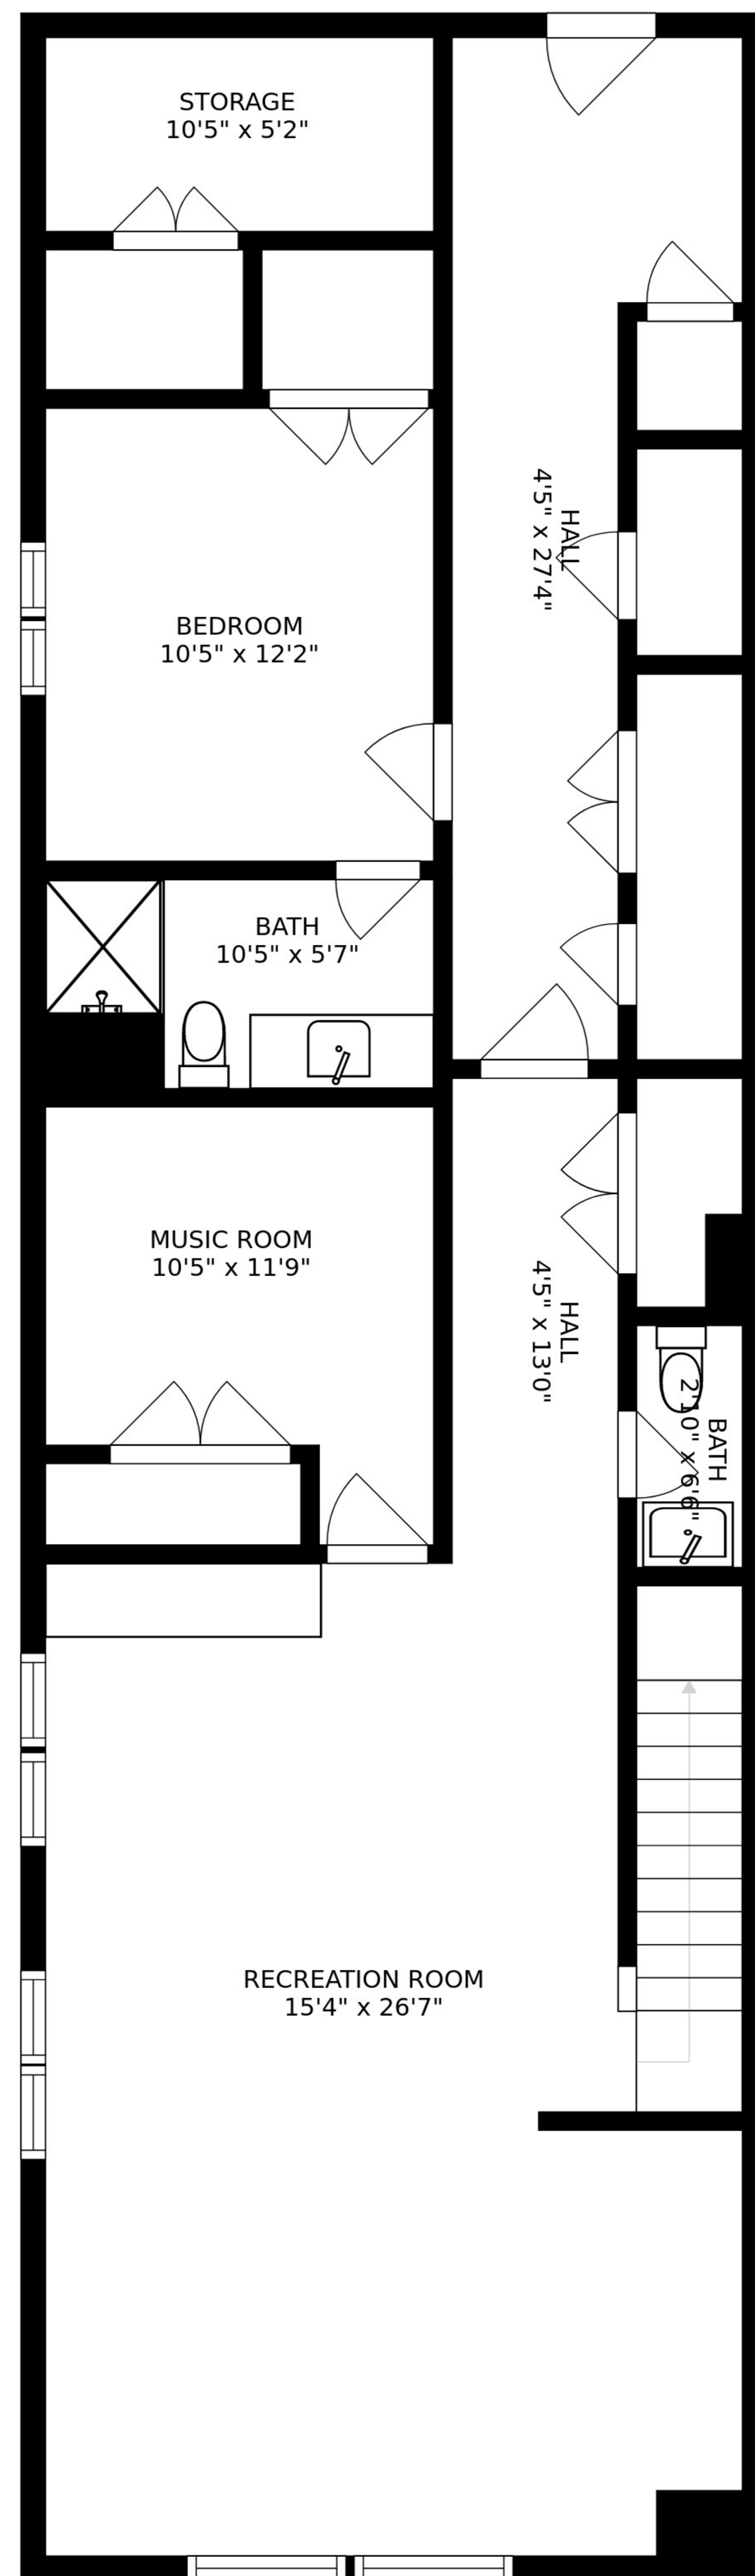 STORAGE
10'5" x 5'2"
HALL
4'5" x 27'4"
BEDROOM
10'5" x 12'2"
BATH
10'5" x 5'7"
MUSIC ROOM
10'5" x 11'9"
HALL
4'5" x 13'0"
BATH
2'10" x 6'6"
RECREATION ROOM
15'4" x 26'7"